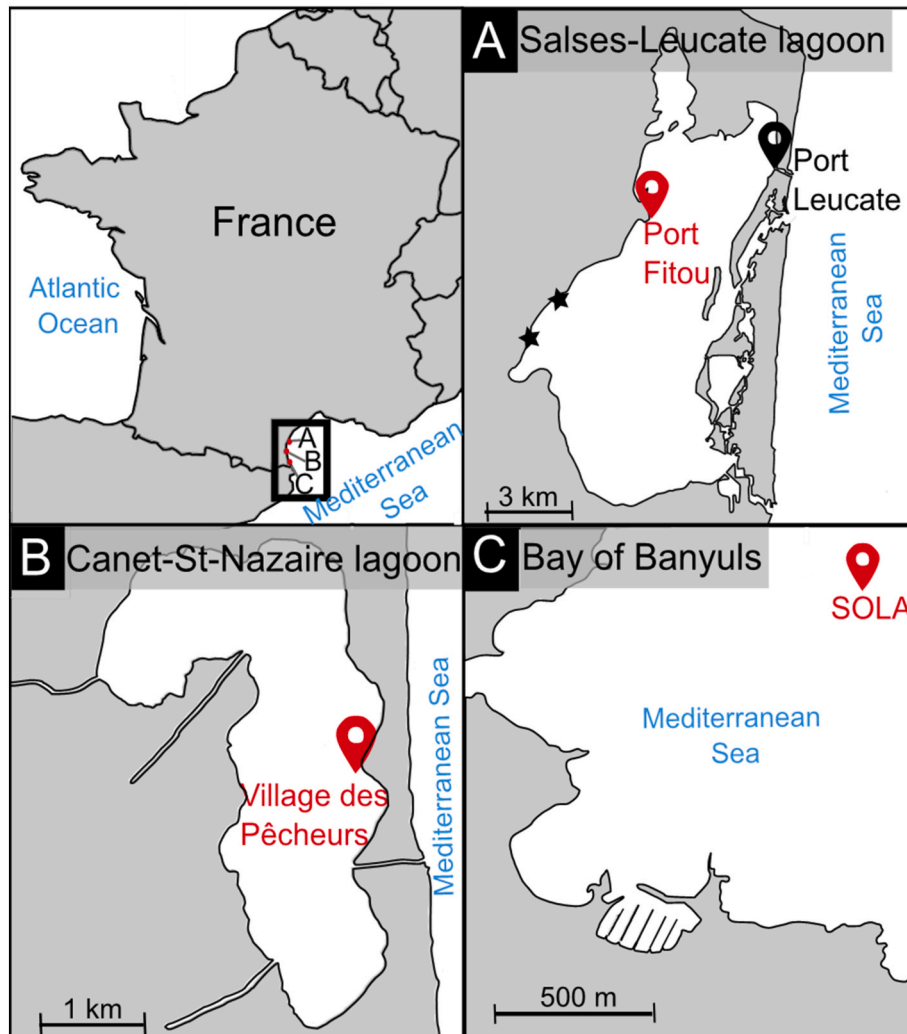 France
Atlantic
Ocean
A
B
C
Mediterranean
Sea
A Salses-Leucate lagoon
Port
Leucate
Port
Fitou
Mediterranean
Sea
3 km
B Canet-St-Nazaire lagoon
Mediterranean Sea
Village des
Pêcheurs
1 km
C Bay of Banyuls
SOLA
Mediterranean
Sea
500 m